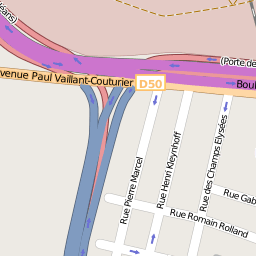 léans)
(Porte de
venue Paul Vaillant-Couturier
D50
Boul
Rue Pierre Marcel
Rue Henri Kleynhoff
Rue des Champs Elysées
Rue Gab
Rue Romain Rolland